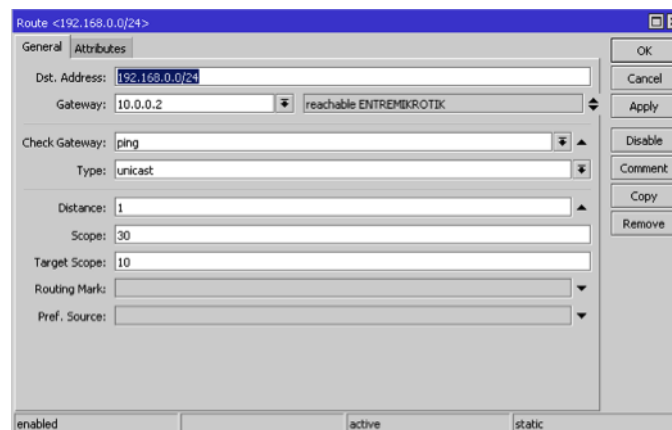 Route <192.168.0.0/24>
General Attributes
OK
Dst. Address: 192.168.0.0/24
Cancel
Gateway: 10.0.0.2 reachable ENTREMIKROTIK
Apply
Check Gateway: ping
Disable
Type: unicast
Comment
Copy
Distance: 1
Remove
Scope: 30
Target Scope: 10
Routing Mark:
Pref. Source:
enabled active static